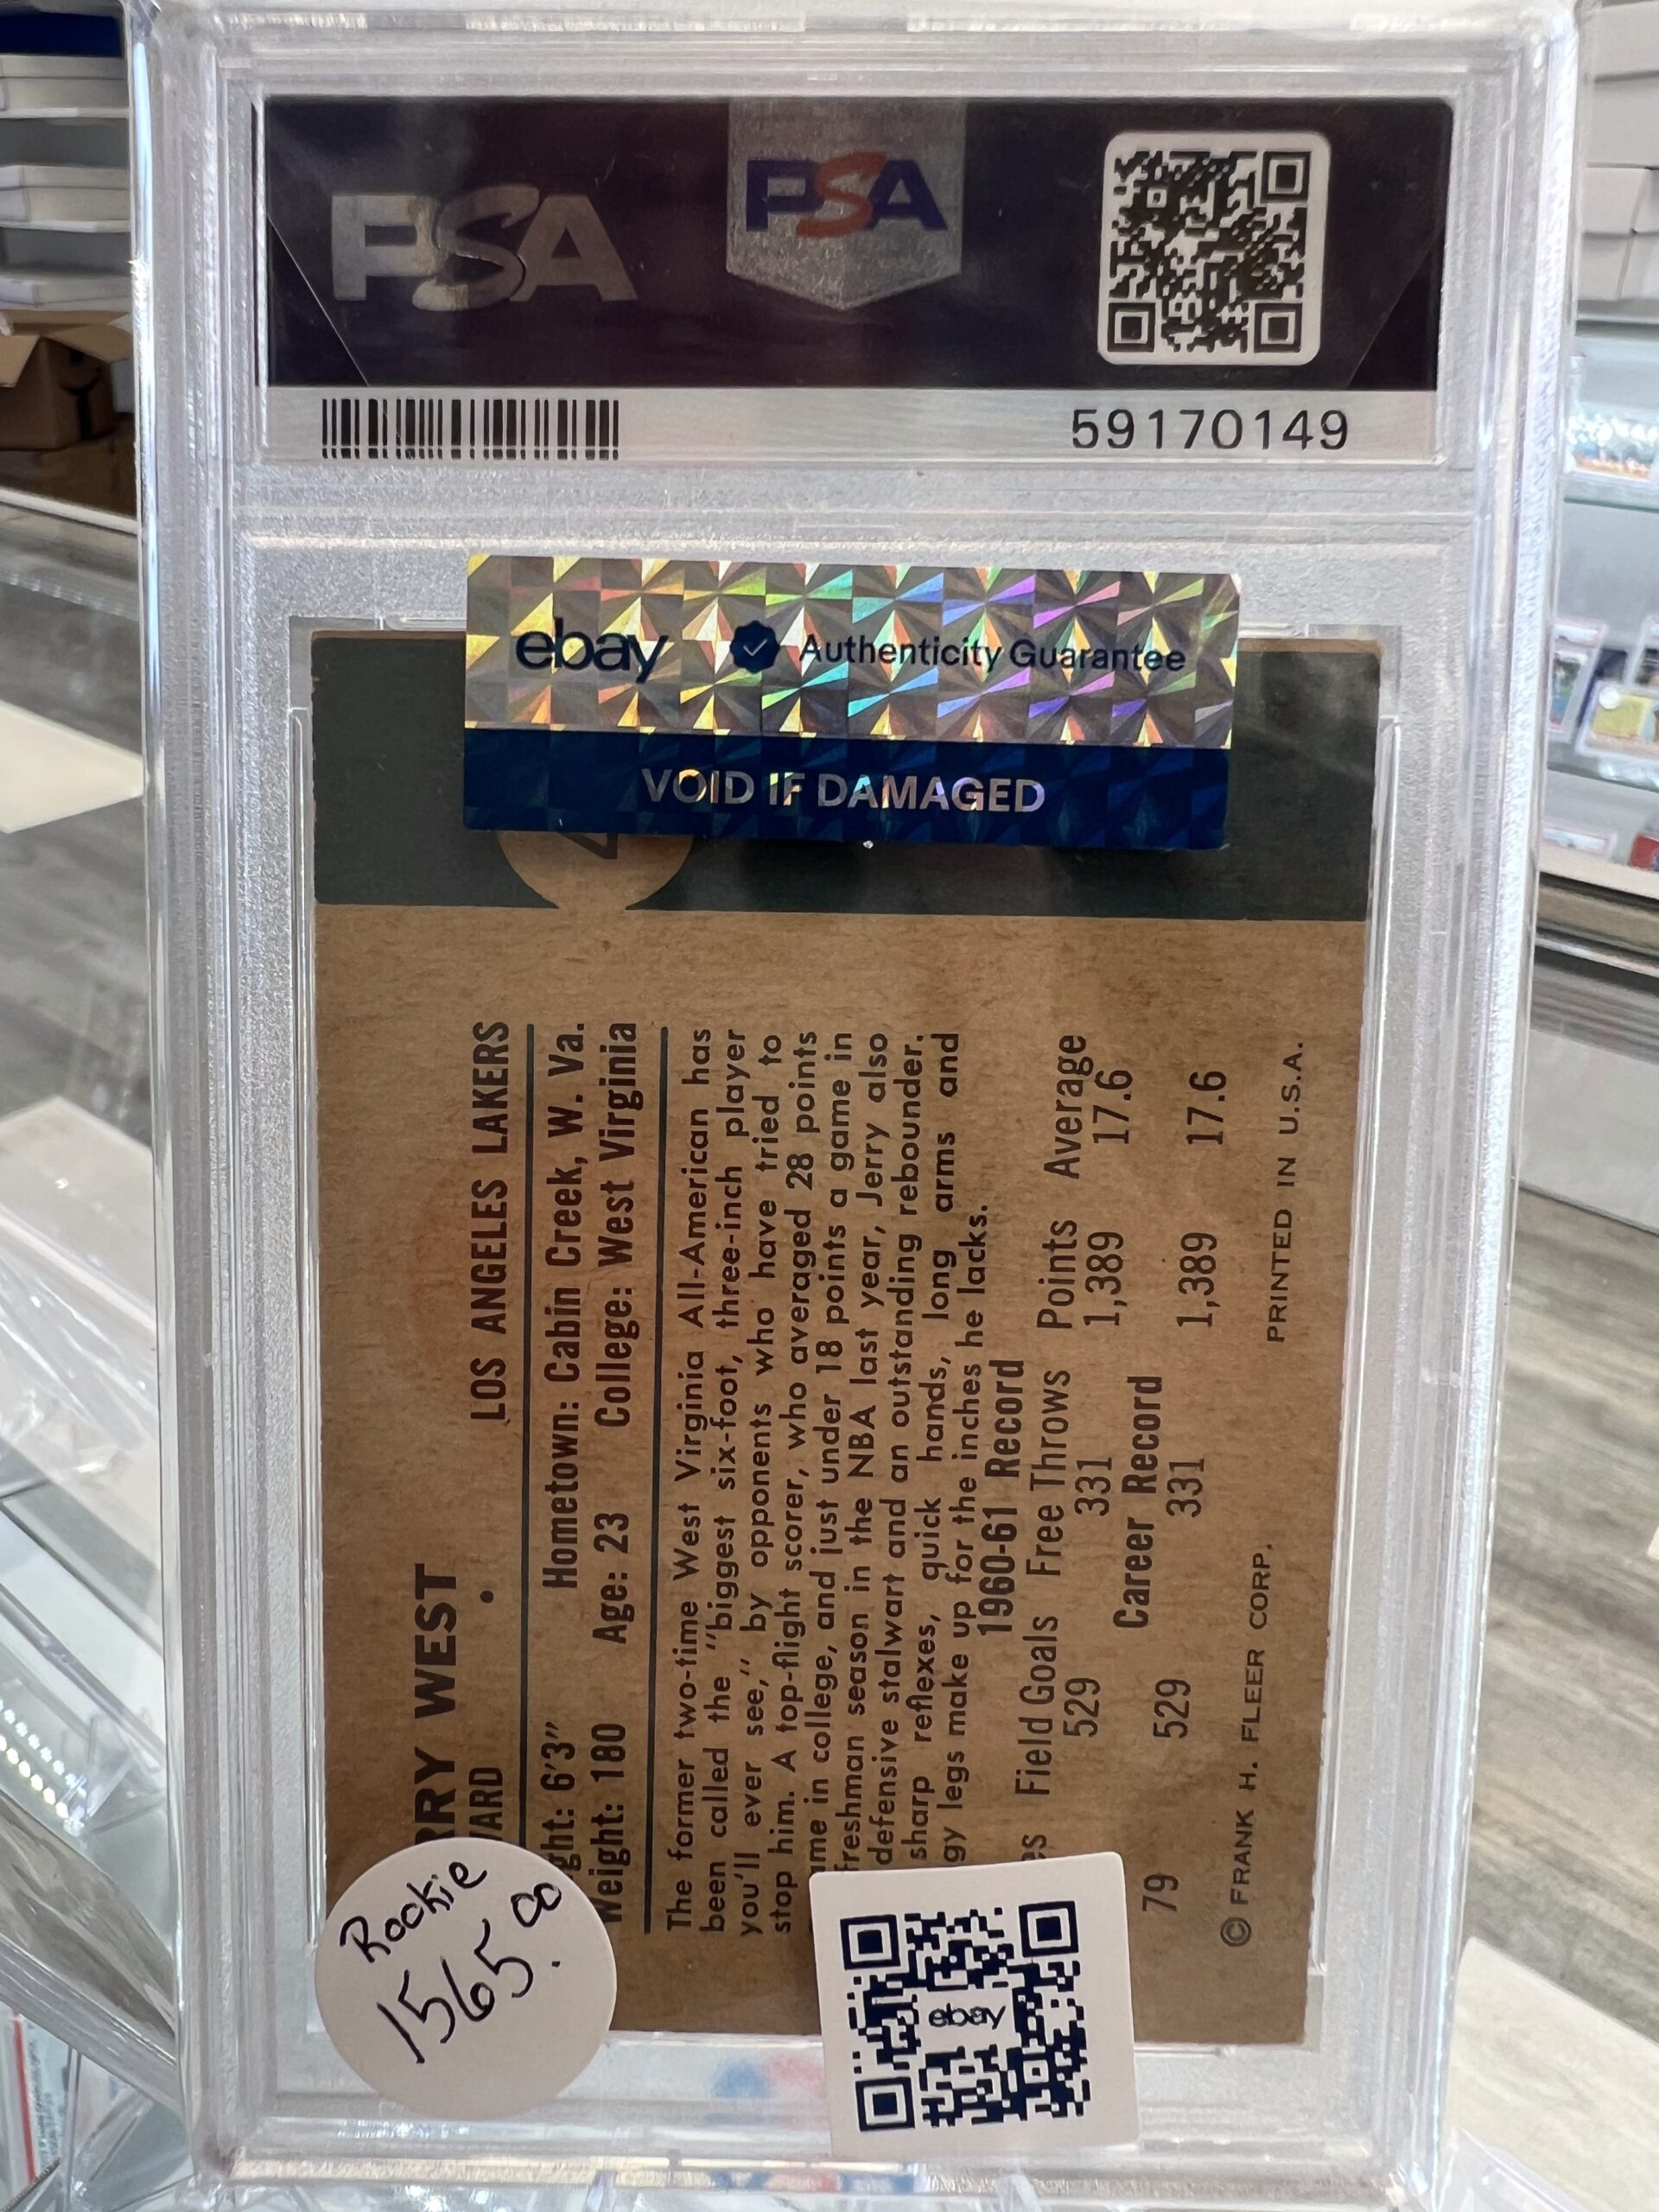 PSA
PSA
59170149
ebay Authenticity Guarantee
VOID IF DAMAGED
RRY WEST
WARD • LOS ANGELES LAKERS
ght: 6'3" Hometown: Cabin Creek, W. Va.
Weight: 180 Age: 23 College: West Virginia
The former two-time West Virginia All-American has
been called the "biggest six-foot, three-inch player
you'll ever see," by opponents who have tried to
stop him. A top-flight scorer, who averaged 28 points
ame in college, and just under 18 points a game in
freshman season in the NBA last year, Jerry also
defensive stalwart and an outstanding rebounder.
sharp reflexes, quick hands, long arms and
gy legs make up for the inches he lacks.
1960-61 Record
es Field Goals Free Throws Points Average
529 331 1,389 17.6
Career Record
79 529 331 1,389 17.6
© FRANK H. FLEER CORP. PRINTED IN U.S.A.
Rookie
1565.00
ebay